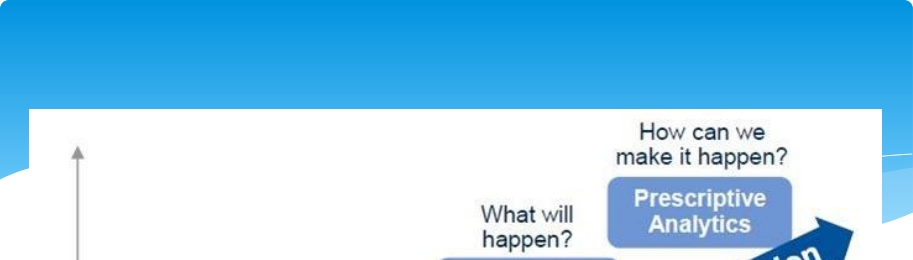 How can we
make it happen?
Prescriptive
Analytics
What will
happen?